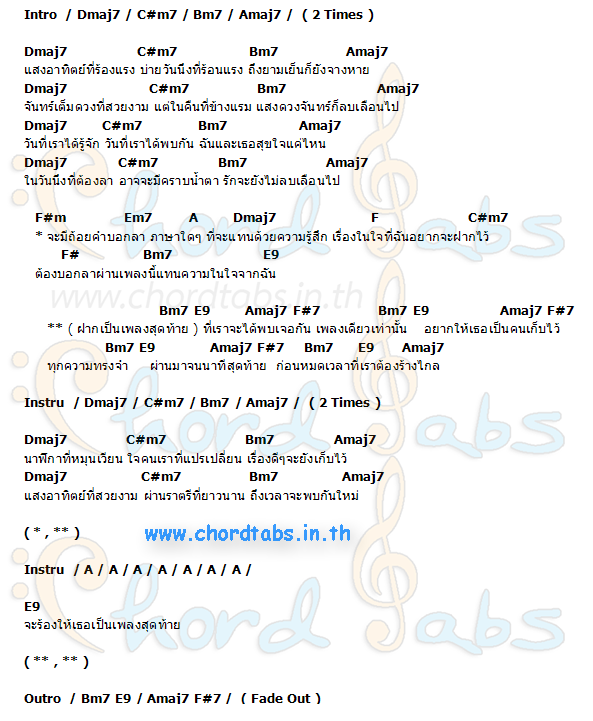 Intro / Dmaj7 / C#m7 / Bm7 / Amaj7 / ( 2 Times )
Dmaj7 C#m7 Bm7 Amaj7
แสงอาทิตย์ที่ร้องแรง บ่ายวันนึงที่ร้อนแรง ถึงยามเย็นก็ยังจางหาย
Dmaj7 C#m7 Bm7 Amaj7
จันทร์เต็มดวงที่สวยงาม แต่ในคืนที่ข้างแรม แสงดวงจันทร์ก็ลบเลือนไป
Dmaj7 C#m7 Bm7 Amaj7
วันที่เราได้รู้จัก วันที่เราได้พบกัน ฉันและเธอสุขใจแค่ไหน
Dmaj7 C#m7 Bm7 Amaj7
ในวันนึงที่ต้องลา อาจจะมีคราบน้ำตา รักจะยังไม่ลบเลือนไป
F#m Em7 A Dmaj7 F C#m7
* จะมีถ้อยคำบอกลา ภาษาใดๆ ที่จะแทนด้วยความรู้สึก เรื่องในใจที่ฉันอยากจะฝากไว้
F# Bm7 E9
ต้องบอกลาผ่านเพลงนี้แทนความในใจจากฉัน
www.chordtabs.in.th
Bm7 E9 Amaj7 F#7 Bm7 E9 Amaj7 F#7
** ( ฝากเป็นเพลงสุดท้าย ) ที่เราจะได้พบเจอกัน เพลงเดียวเท่านั้น อยากให้เธอเป็นคนเก็บไว้
Bm7 E9 Amaj7 F#7 Bm7 E9 Amaj7
ทุกความทรงจำ ผ่านมาจนนาทีสุดท้าย ก่อนหมดเวลาที่เราต้องร้างไกล
Instru / Dmaj7 / C#m7 / Bm7 / Amaj7 / ( 2 Times )
Dmaj7 C#m7 Bm7 Amaj7
นาฬิกาที่หมุนเวียน ใจคนเราที่แปรเปลี่ยน เรื่องดีๆจะยังเก็บไว้
Dmaj7 C#m7 Bm7 Amaj7
แสงอาทิตย์ที่สวยงาม ผ่านราตรีที่ยาวนาน ถึงเวลาจะพบกันใหม่
( * , ** )
www.chordtabs.in.th
Instru / A / A / A / A / A / A / A /
E9
จะร้องให้เธอเป็นเพลงสุดท้าย
( ** , ** )
Outro / Bm7 E9 / Amaj7 F#7 / ( Fade Out )
Chord Tabs
Chord Tabs
Chord Tabs